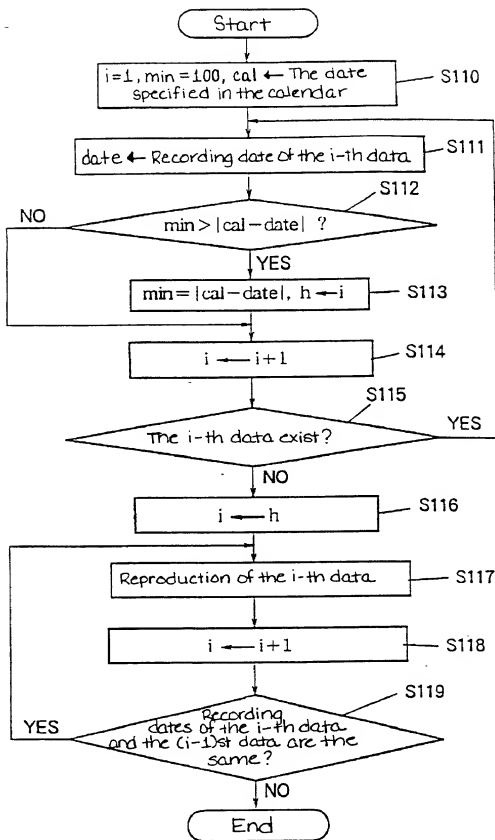 Start
i=1, min=100, cal ← The date
specified in the calendar
S110
date ← Recording date of the i-th data
S111
S112
NO
min > |cal-date| ?
YES
min=|cal-date|, h ← i
S113
i ← i+1
S114
S115
The i-th data exist?
YES
NO
i ← h
S116
Reproduction of the i-th data
S117
i ← i+1
S118
S119
Recording
dates of the i-th data
and the (i-1)st data are the
same?
YES
NO
End